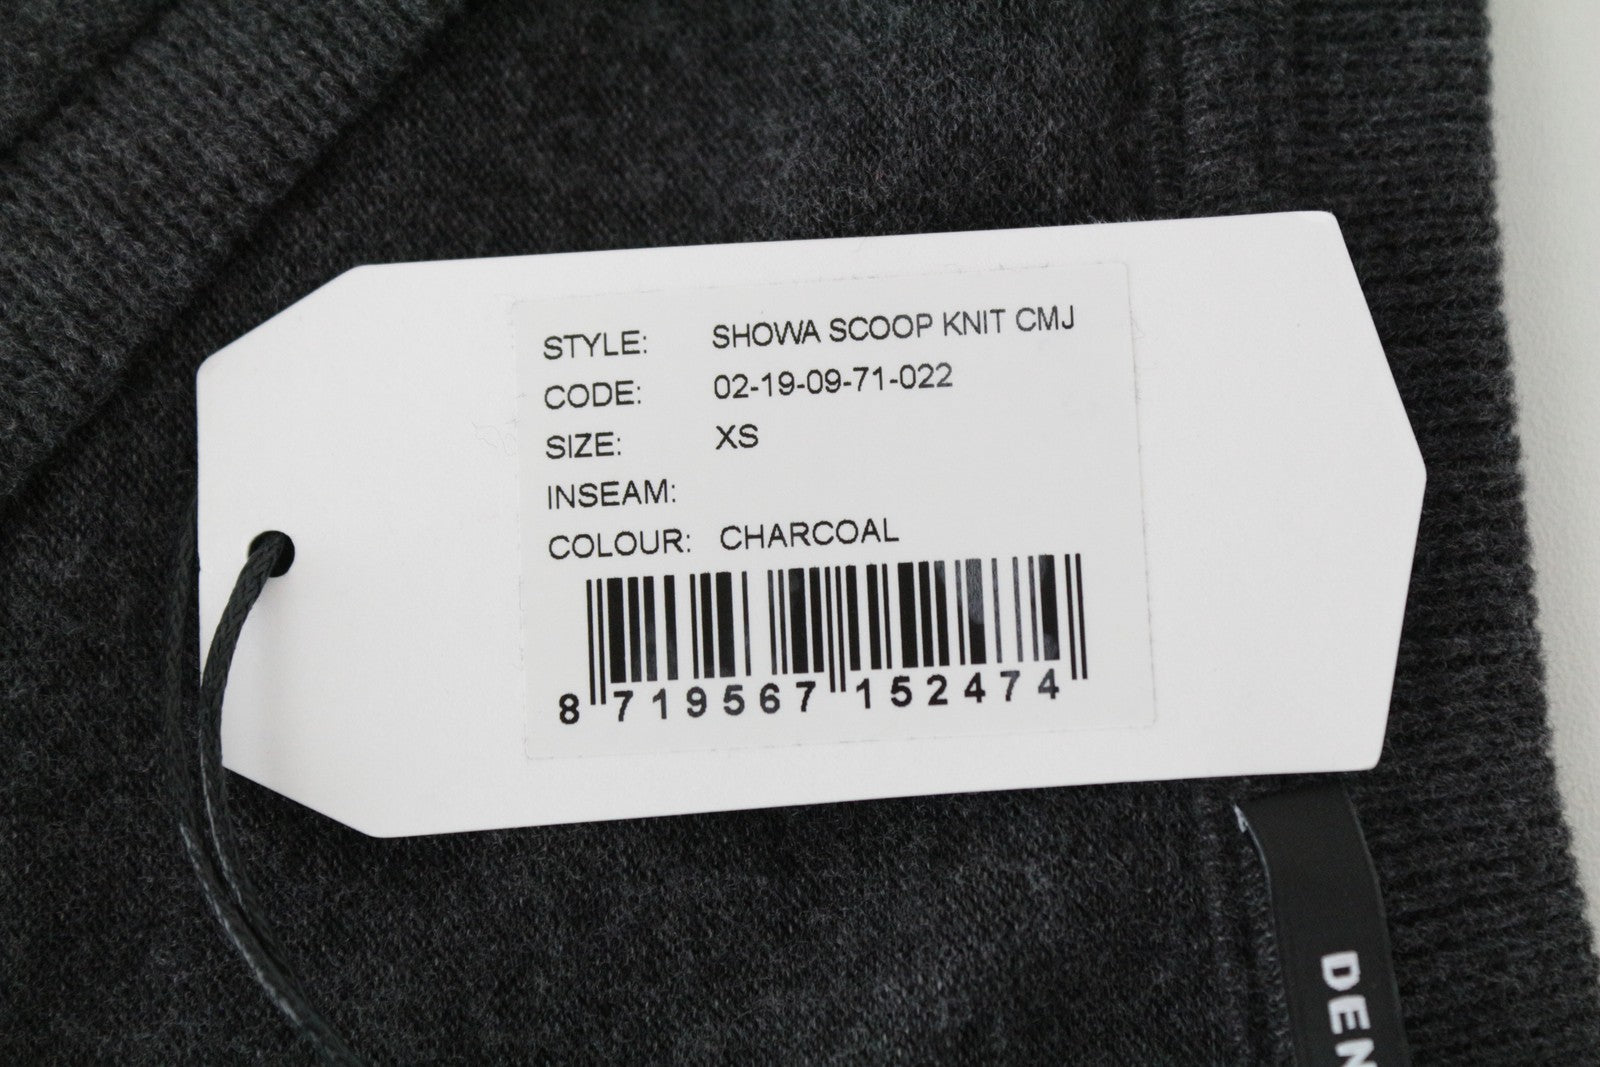 STYLE: SHOWA SCOOP KNIT CMJ
CODE: 02-19-09-71-022
SIZE: XS
INSEAM:
COLOUR: CHARCOAL
8 719567 152474
DEN